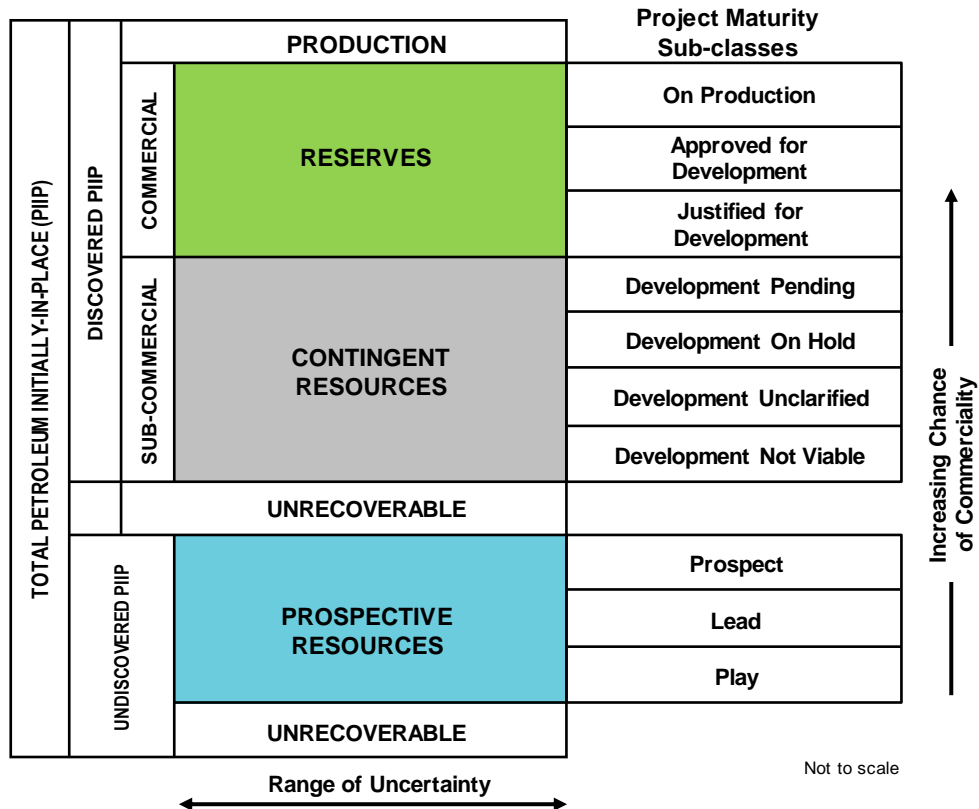 Project Maturity
Sub-classes
PRODUCTION
TOTAL PETROLEUM INITIALLY-IN-PLACE (PIIP)
DISCOVERED PIIP
COMMERCIAL
RESERVES
On Production
Approved for
Development
Justified for
Development
SUB-COMMERCIAL
CONTINGENT
RESOURCES
Development Pending
Development On Hold
Development Unclarified
Development Not Viable
UNRECOVERABLE
UNDISCOVERED PIIP
PROSPECTIVE
RESOURCES
Prospect
Lead
Play
UNRECOVERABLE
Increasing Chance
of Commerciality
Not to scale
Range of Uncertainty